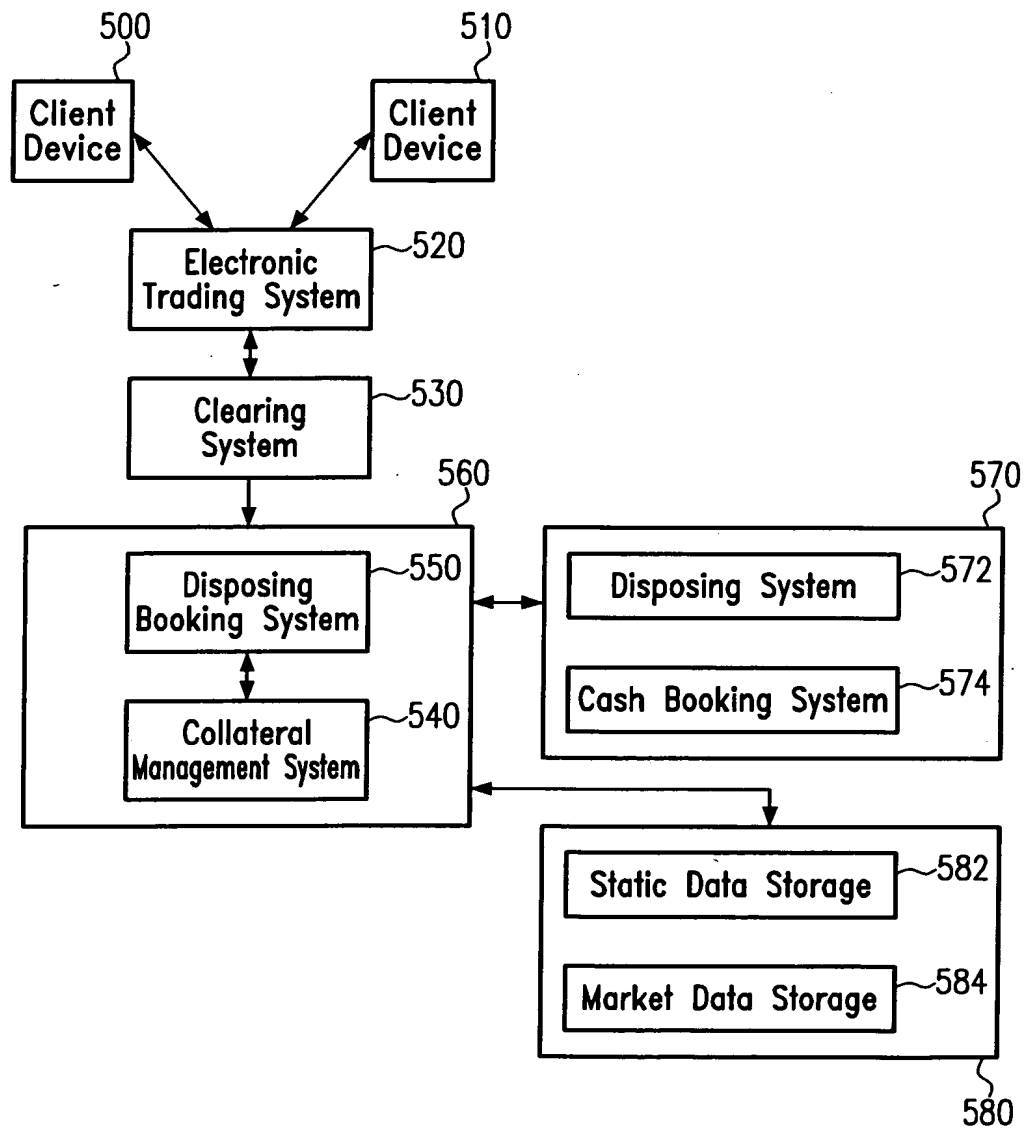 500
510
Client
Device
Client
Device
520
Electronic
Trading System
530
Clearing
System
560
570
550
Disposing
Booking System
572
Disposing System
540
Collateral
Management System
574
Cash Booking System
582
Static Data Storage
584
Market Data Storage
580